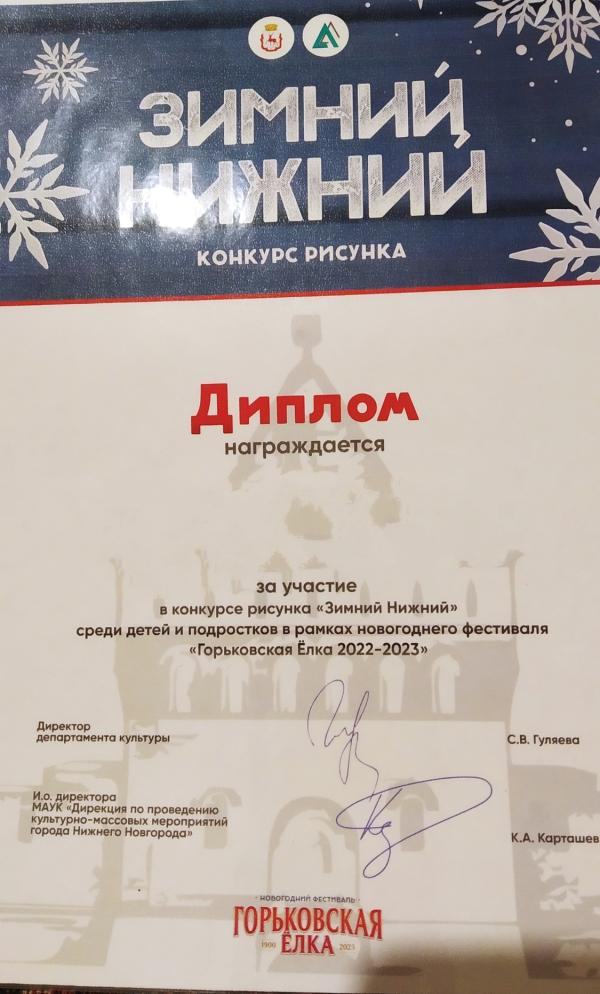 ЗИМНИЙ
НИЖНИЙ
КОНКУРС РИСУНКА
Диплом
награждается
за участие
в конкурсе рисунка «Зимний Нижний»
среди детей и подростков в рамках новогоднего фестиваля
«Горьковская Ёлка 2022-2023»
Директор
департамента культуры
С.В. Гуляева
И.о. директора
МАУК «Дирекция по проведению
культурно-массовых мероприятий
города Нижнего Новгорода»
К.А. Карташев
· НОВОГОДНИЙ ФЕСТИВАЛЬ ·
ГОРЬКОВСКАЯ
1900 ЁЛКА 2023